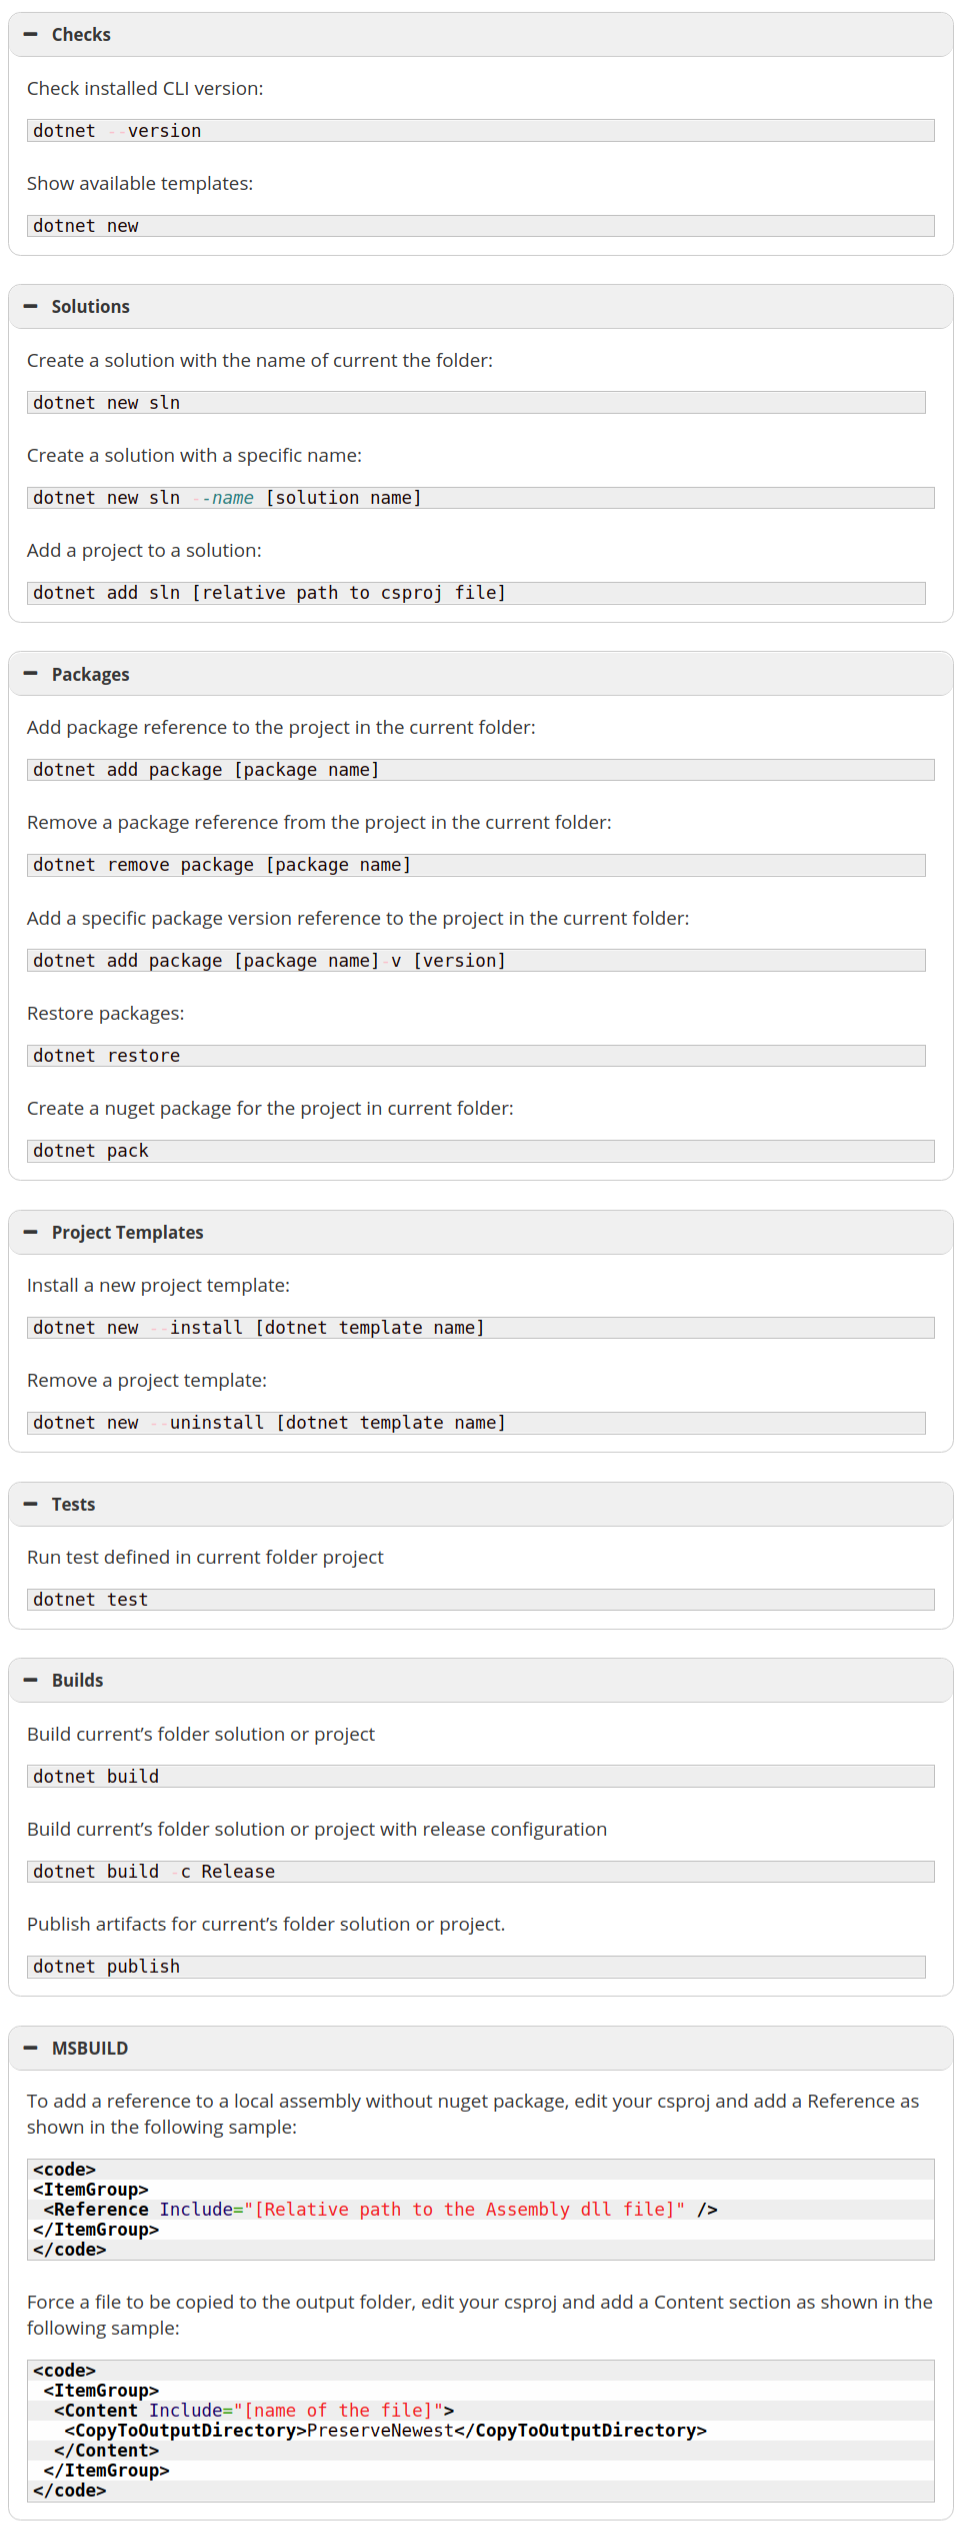 Checks
Check installed CLI version:
dotnet --version
Show available templates:
dotnet new
Solutions
Create a solution with the name of current the folder:
dotnet new sln
Create a solution with a specific name:
dotnet new sln --name [solution name]
Add a project to a solution:
dotnet add sln [relative path to csproj file]
Packages
Add package reference to the project in the current folder:
dotnet add package [package name]
Remove a package reference from the project in the current folder:
dotnet remove package [package name]
Add a specific package version reference to the project in the current folder:
dotnet add package [package name]-v [version]
Restore packages:
dotnet restore
Create a nuget package for the project in current folder:
dotnet pack
Project Templates
Install a new project template:
dotnet new --install [dotnet template name]
Remove a project template:
dotnet new --uninstall [dotnet template name]
Tests
Run test defined in current folder project
dotnet test
Builds
Build current’s folder solution or project
dotnet build
Build current’s folder solution or project with release configuration
dotnet build -c Release
Publish artifacts for current’s folder solution or project.
dotnet publish
MSBUILD
To add a reference to a local assembly without nuget package, edit your csproj and add a Reference as
shown in the following sample:
<code>
<ItemGroup>
<Reference Include="[Relative path to the Assembly dll file]" />
</ItemGroup>
</code>
Force a file to be copied to the output folder, edit your csproj and add a Content section as shown in the
following sample:
<code>
<ItemGroup>
<Content Include="[name of the file]">
<CopyToOutputDirectory>PreserveNewest</CopyToOutputDirectory>
</Content>
</ItemGroup>
</code>